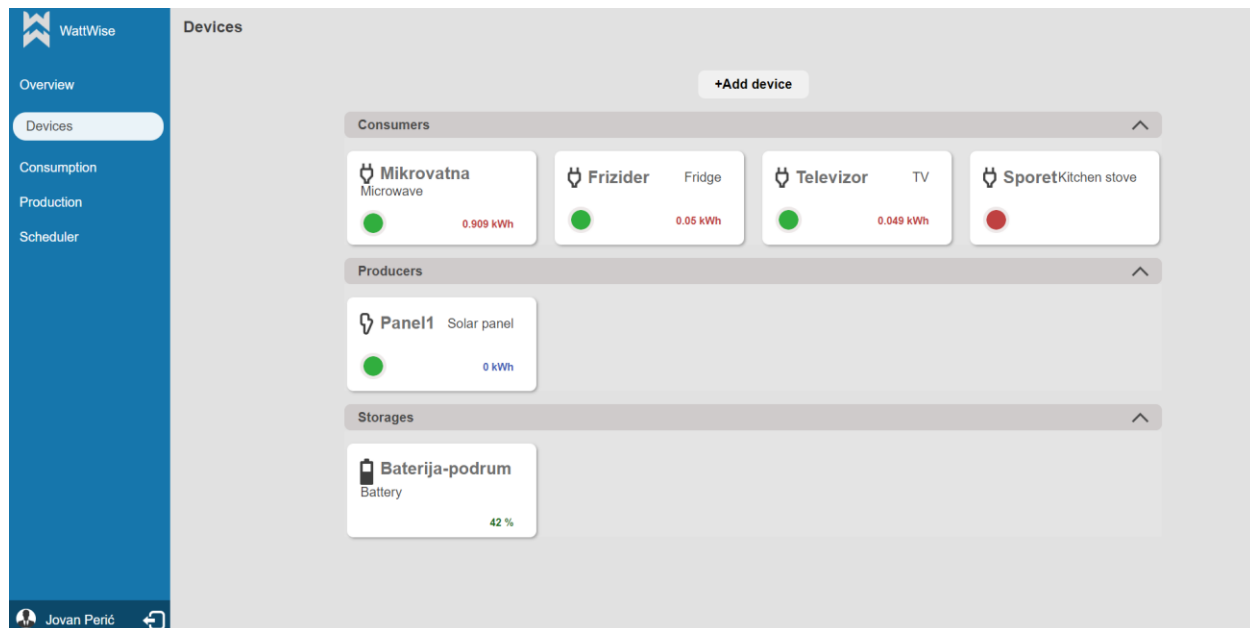 WattWise
Devices
Overview
Devices
Consumption
Production
Scheduler
Jovan Perić
+Add device
Consumers
Mikrovatna
Microwave
0.909 kWh
Frizider Fridge
0.05 kWh
Televizor TV
0.049 kWh
Sporet Kitchen stove
Producers
Panel1 Solar panel
0 kWh
Storages
Baterija-podrum
Battery
42 %